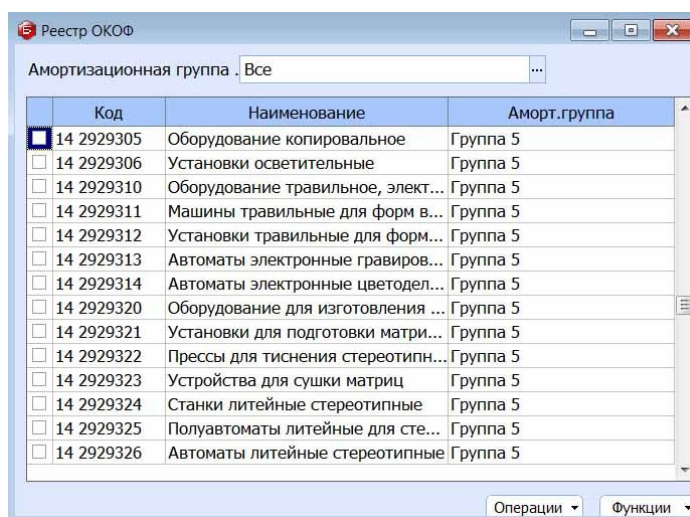 Реестр ОКОФ
Амортизационная группа . Все ...
Код Наименование Аморт.группа
14 2929305 Оборудование копировальное Группа 5
14 2929306 Установки осветительные Группа 5
14 2929310 Оборудование травильное, элект... Группа 5
14 2929311 Машины травильные для форм в... Группа 5
14 2929312 Установки травильные для форм... Группа 5
14 2929313 Автоматы электронные гравиров... Группа 5
14 2929314 Автоматы электронные цветодел... Группа 5
14 2929320 Оборудование для изготовления ... Группа 5
14 2929321 Установки для подготовки матри... Группа 5
14 2929322 Прессы для тиснения стереотипн... Группа 5
14 2929323 Устройства для сушки матриц Группа 5
14 2929324 Станки литейные стереотипные Группа 5
14 2929325 Полуавтоматы литейные для сте... Группа 5
14 2929326 Автоматы литейные стереотипные Группа 5
Операции Функции